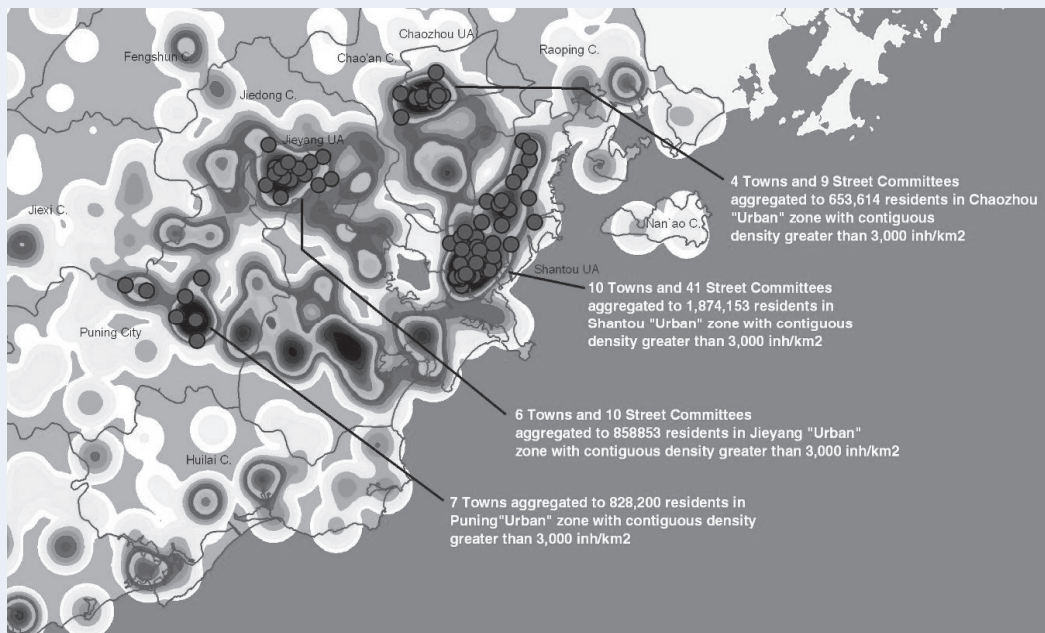 Chaozhou UA
Fengshun C.
Chao'an C.
Raoping C.
Jiedong C.
Jieyang UA
4 Towns and 9 Street Committees
aggregated to 653,614 residents in Chaozhou
"Urban" zone with contiguous
density greater than 3,000 inh/km2
Jiexi C.
Nan`ao C.
Shantou UA
10 Towns and 41 Street Committees
aggregated to 1,874,153 residents in
Shantou "Urban" zone with contiguous
density greater than 3,000 inh/km2
Puning City
6 Towns and 10 Street Committees
aggregated to 858853 residents in Jieyang "Urban"
zone with contiguous density greater than 3,000 inh/km2
Huilai C.
7 Towns aggregated to 828,200 residents in
Puning"Urban" zone with contiguous density
greater than 3,000 inh/km2